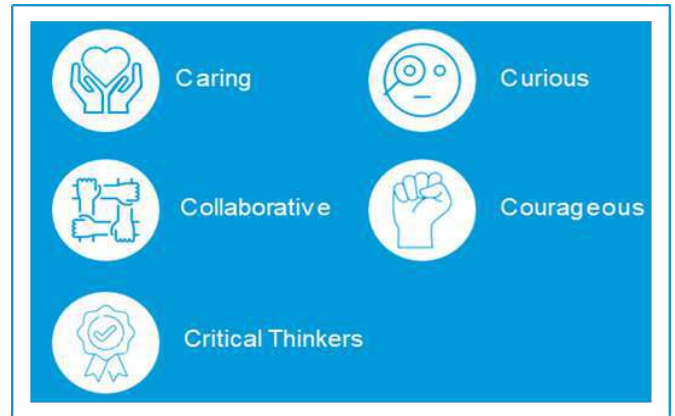 Caring
Curious
Collaborative
Courageous
Critical Thinkers